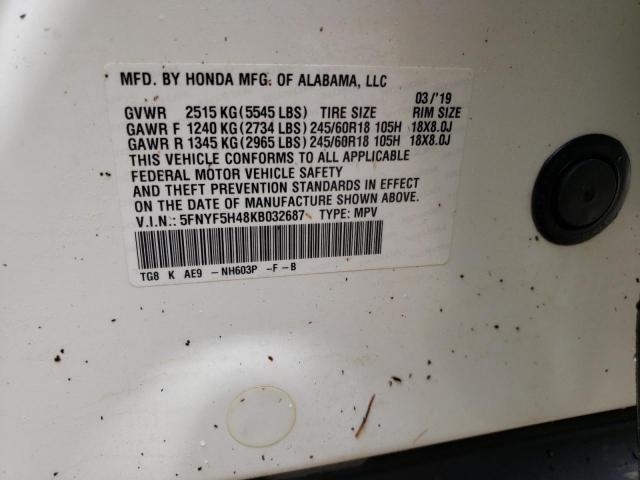 MFD. BY HONDA MFG. OF ALABAMA, LLC
03/'19
GVWR 2515 KG(5545 LBS) TIRE SIZE RIM SIZE
GAWR F 1240 KG(2734 LBS) 245/60R18 105H 18X8.0J
GAWR R 1345 KG(2965 LBS) 245/60R18 105H 18X8.0J
THIS VEHICLE CONFORMS TO ALL APPLICABLE
FEDERAL MOTOR VEHICLE SAFETY
AND THEFT PREVENTION STANDARDS IN EFFECT
ON THE DATE OF MANUFACTURE SHOWN ABOVE.
V.I.N.: 5FNYF5H48KB032687 TYPE: MPV
TG8 K AE9 -NH603P -F-B